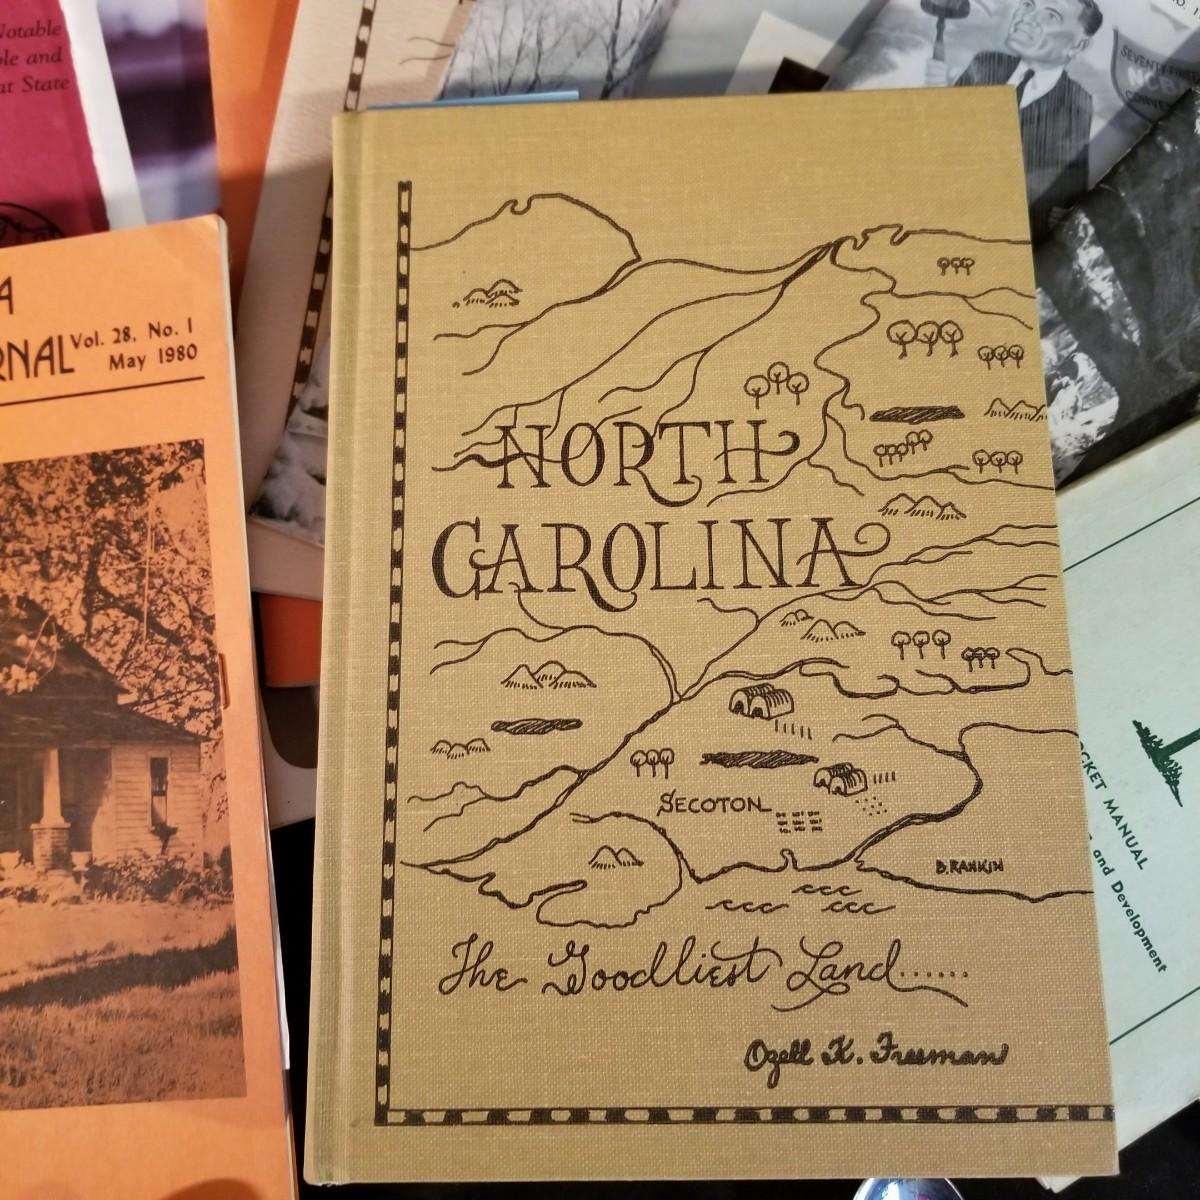 Notable
ble and
at State
A
RNAL
Vol. 28, No. 1
May 1980
NORTH
CAROLINA
SECOTON
B. RANKIN
The Goodliest Land......
Ozell K. Freeman
CKET MANUAL
and Development